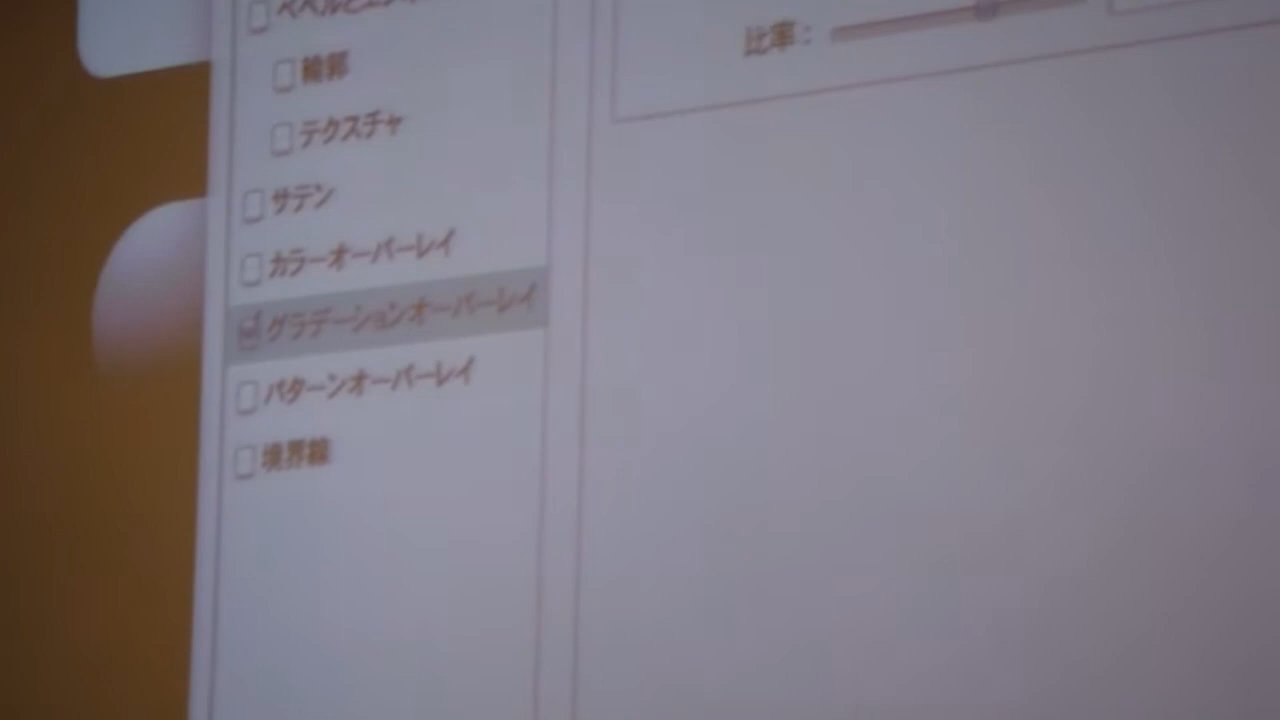 比率：
輪郭
テクスチャ
サテン
カラーオーバーレイ
グラデーションオーバーレイ
パターンオーバーレイ
境界線